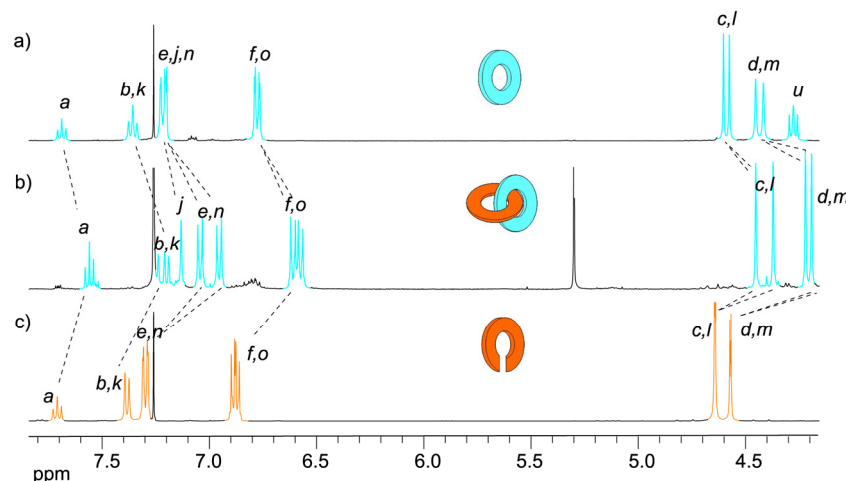 a)
a
b,k
e,j,n
f,o
c,l
d,m
u
b)
a
b,k
j
e,n
f,o
c,l
d,m
c)
a
b,k
e,n
f,o
c,l
d,m
7.5 7.0 6.5 6.0 5.5 5.0 4.5
ppm